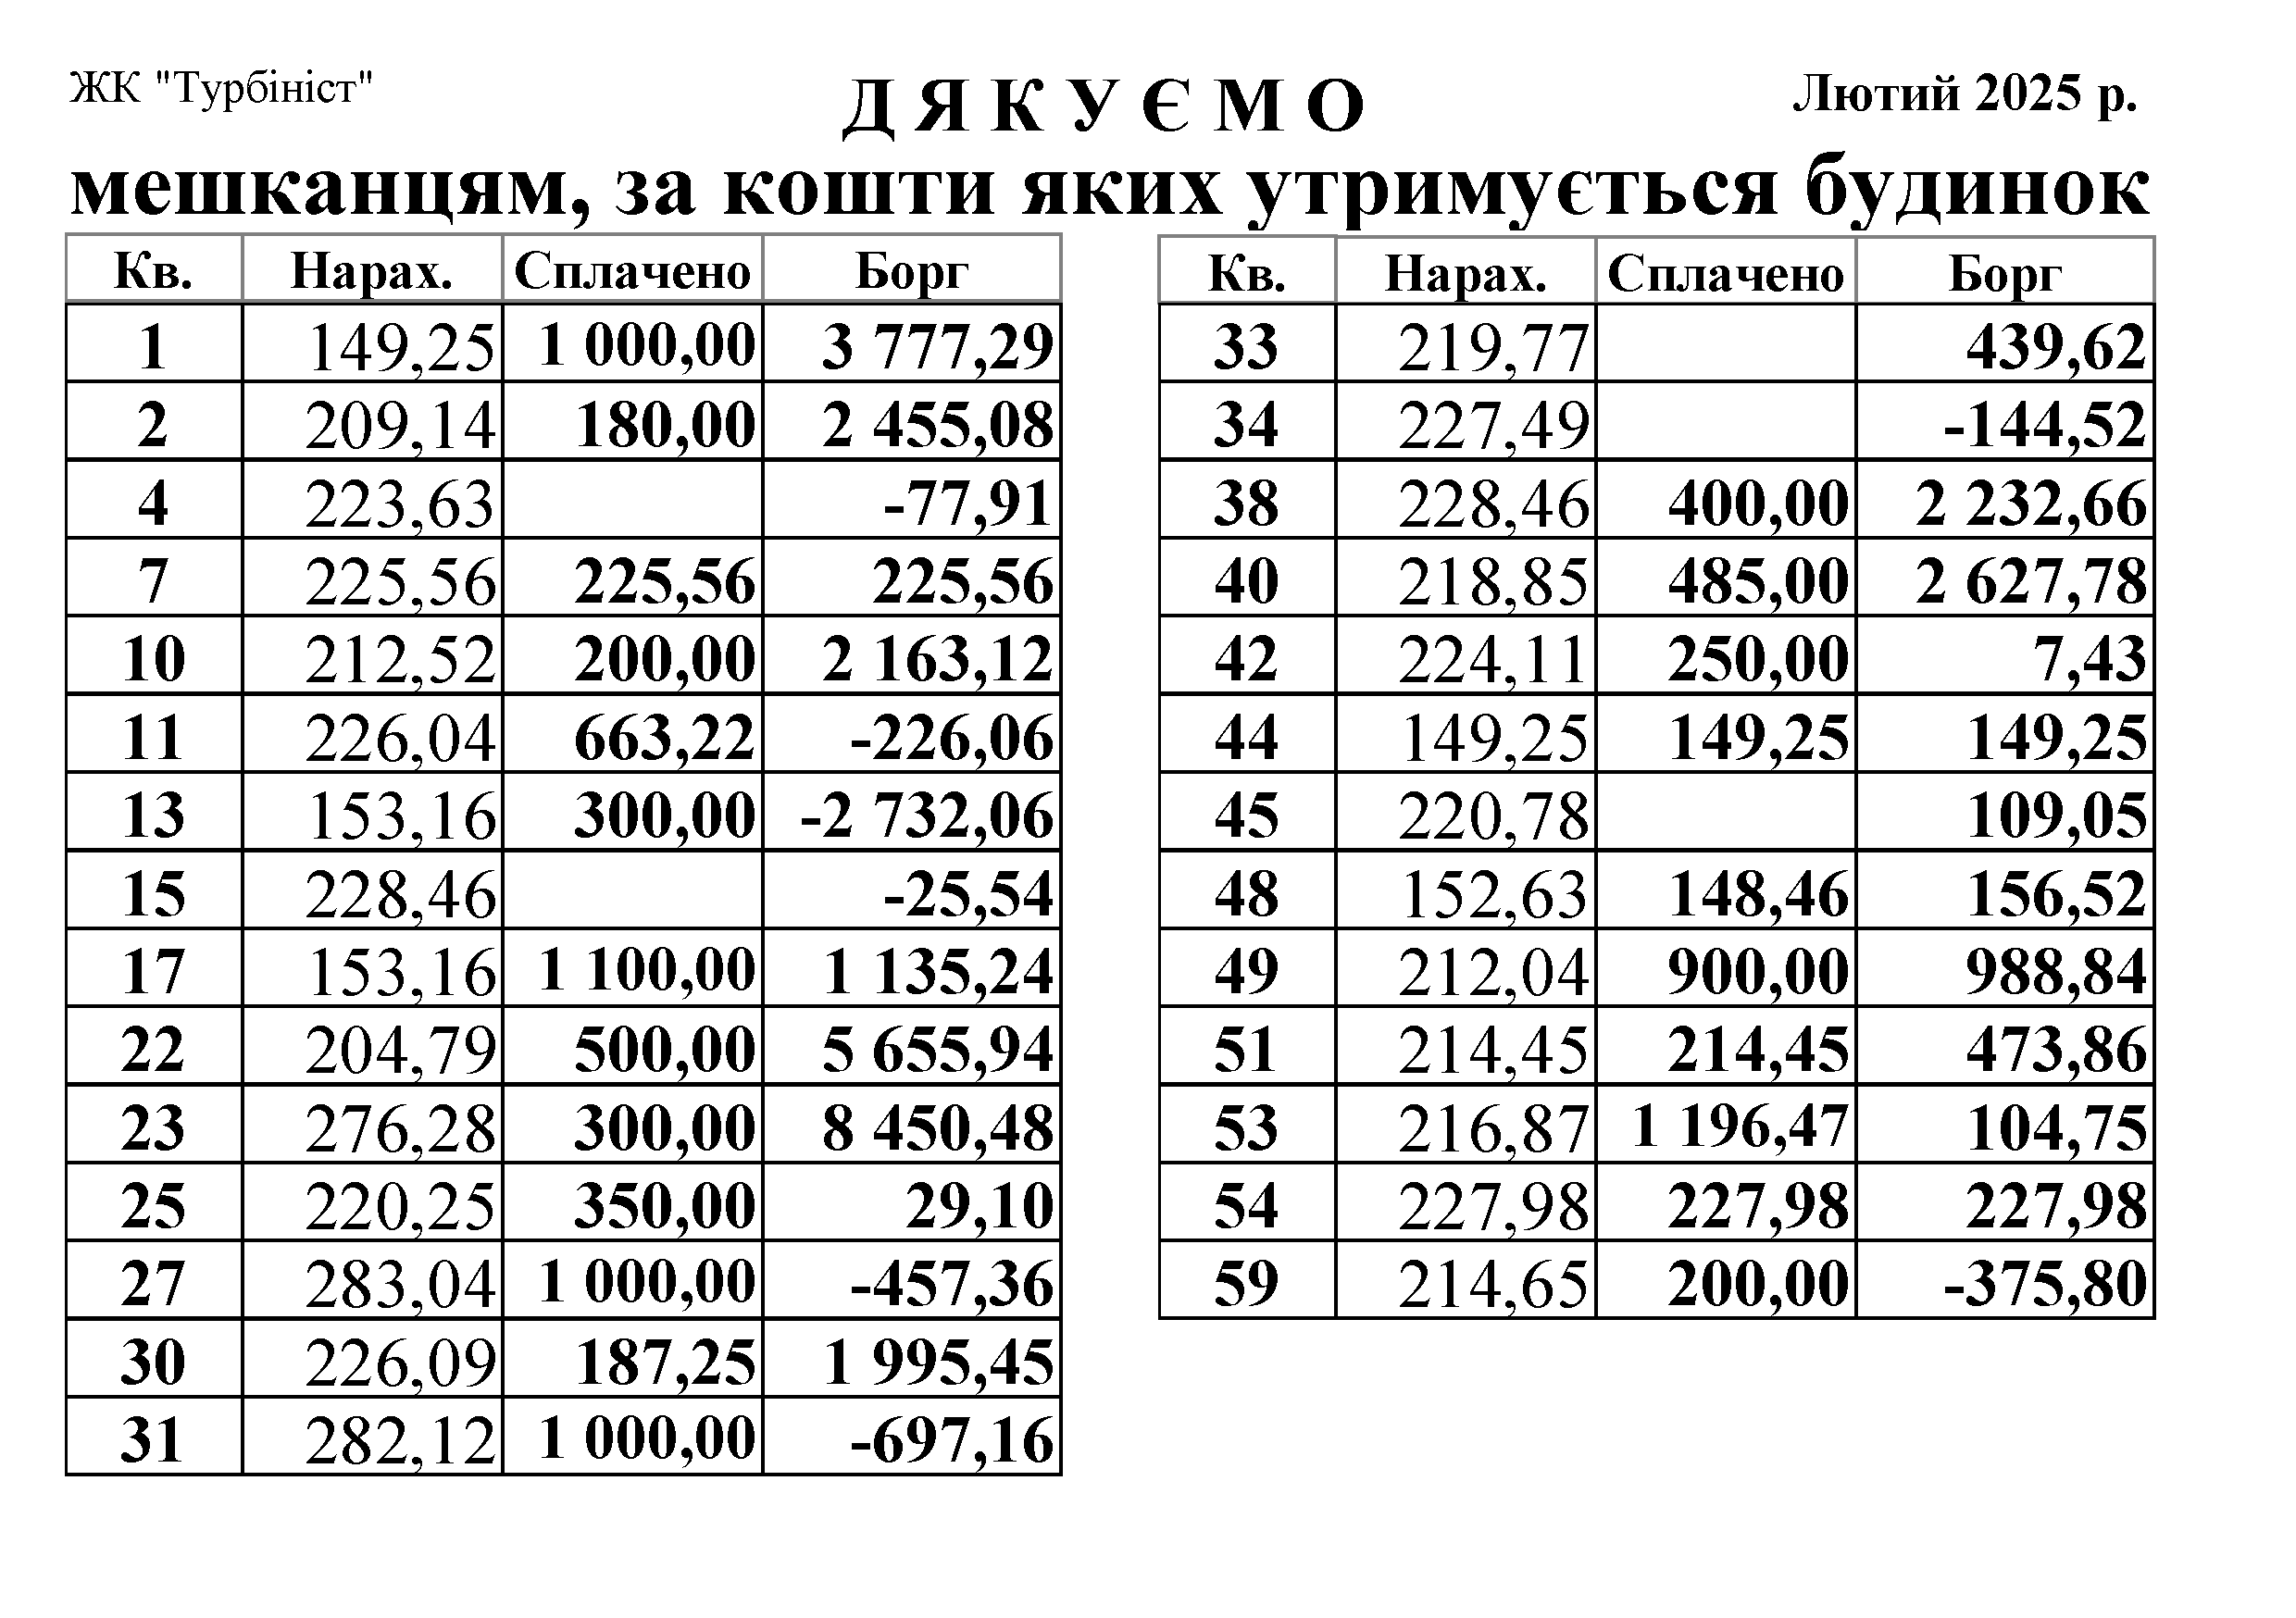 ЖК "Турбініст"
Д Я К У Є М О
Лютий 2025 р.
мешканцям, за кошти яких утримується будинок
Кв. Нарах. Сплачено Борг
1 149,25 1 000,00 3 777,29
2 209,14 180,00 2 455,08
4 223,63 -77,91
7 225,56 225,56 225,56
10 212,52 200,00 2 163,12
11 226,04 663,22 -226,06
13 153,16 300,00 -2 732,06
15 228,46 -25,54
17 153,16 1 100,00 1 135,24
22 204,79 500,00 5 655,94
23 276,28 300,00 8 450,48
25 220,25 350,00 29,10
27 283,04 1 000,00 -457,36
30 226,09 187,25 1 995,45
31 282,12 1 000,00 -697,16
Кв. Нарах. Сплачено Борг
33 219,77 439,62
34 227,49 -144,52
38 228,46 400,00 2 232,66
40 218,85 485,00 2 627,78
42 224,11 250,00 7,43
44 149,25 149,25 149,25
45 220,78 109,05
48 152,63 148,46 156,52
49 212,04 900,00 988,84
51 214,45 214,45 473,86
53 216,87 1 196,47 104,75
54 227,98 227,98 227,98
59 214,65 200,00 -375,80